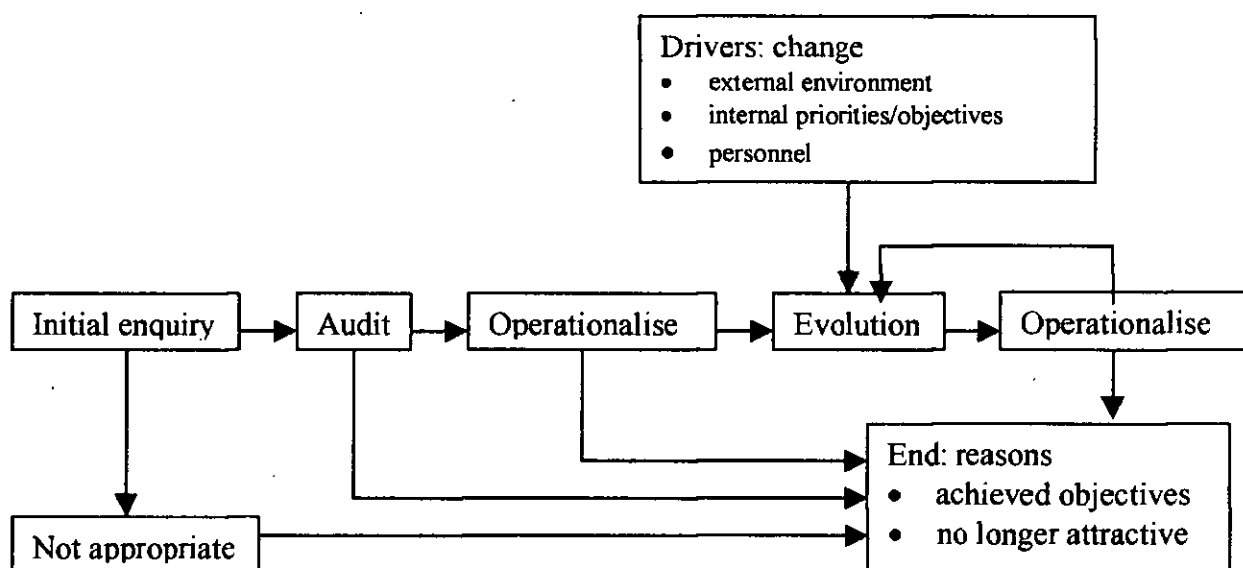 Drivers: change
• external environment
• internal priorities/objectives
• personnel
Initial enquiry
Audit
Operationalise
Evolution
Operationalise
End: reasons
• achieved objectives
• no longer attractive
Not appropriate